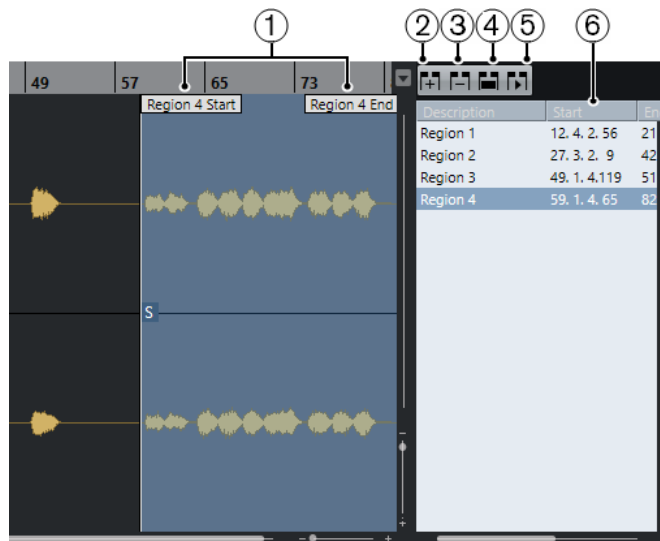 1 2 3 4 5 6
49 57 65 73
Region 4 Start Region 4 End
Description Start En
Region 1 12. 4. 2. 56 21
Region 2 27. 3. 2. 9 42
Region 3 49. 1. 4.119 51
Region 4 59. 1. 4. 65 82
S